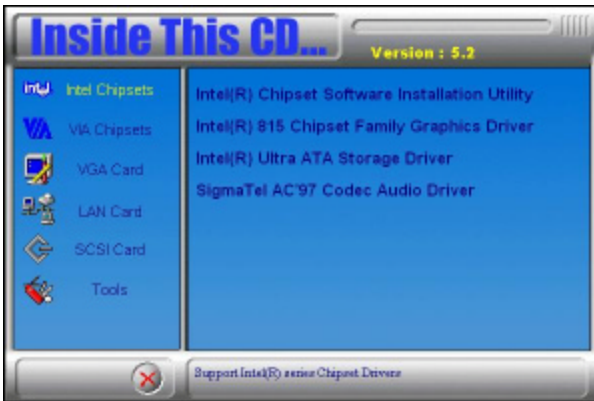 Inside This CD...
Version : 5.2
intel
Intel Chipsets
VIA
VIA Chipsets
VGA Card
LAN Card
SCSI Card
Tools
Intel(R) Chipset Software Installation Utility
Intel(R) 815 Chipset Family Graphics Driver
Intel(R) Ultra ATA Storage Driver
SigmaTel AC'97 Codec Audio Driver
Support Intel(R) series Chipset Drivers